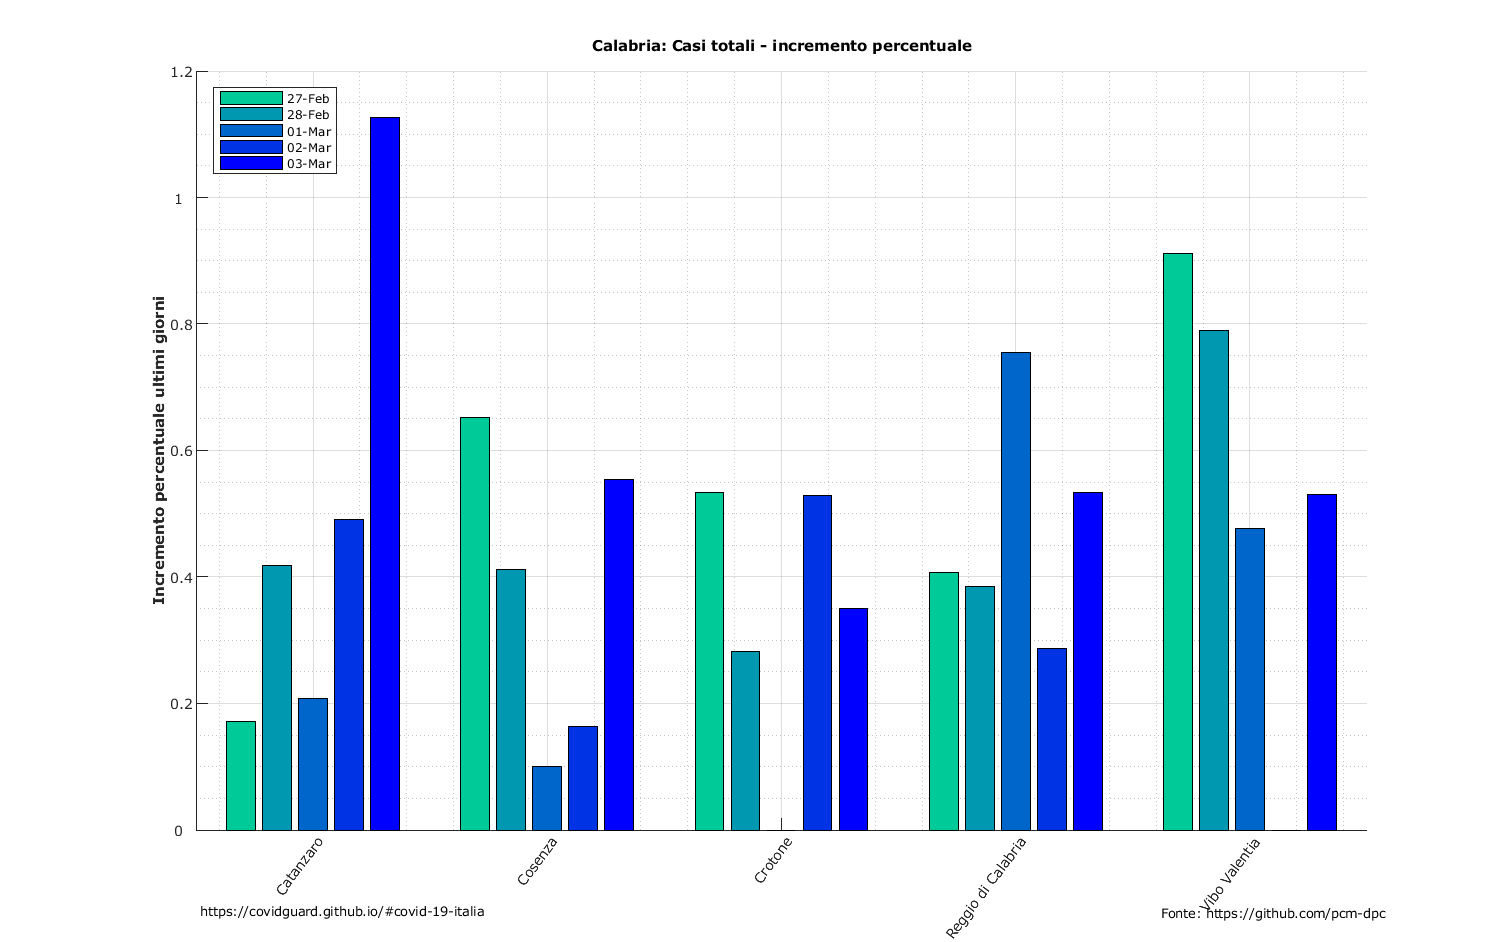 Calabria: Casi totali - incremento percentuale
Incremento percentuale ultimi giorni
1.2
1
0.8
0.6
0.4
0.2
0
27-Feb
28-Feb
01-Mar
02-Mar
03-Mar
Catanzaro
Cosenza
Crotone
Reggio di Calabria
Vibo Valentia
https://covidguard.github.io/#covid-19-italia
Fonte: https://github.com/pcm-dpc